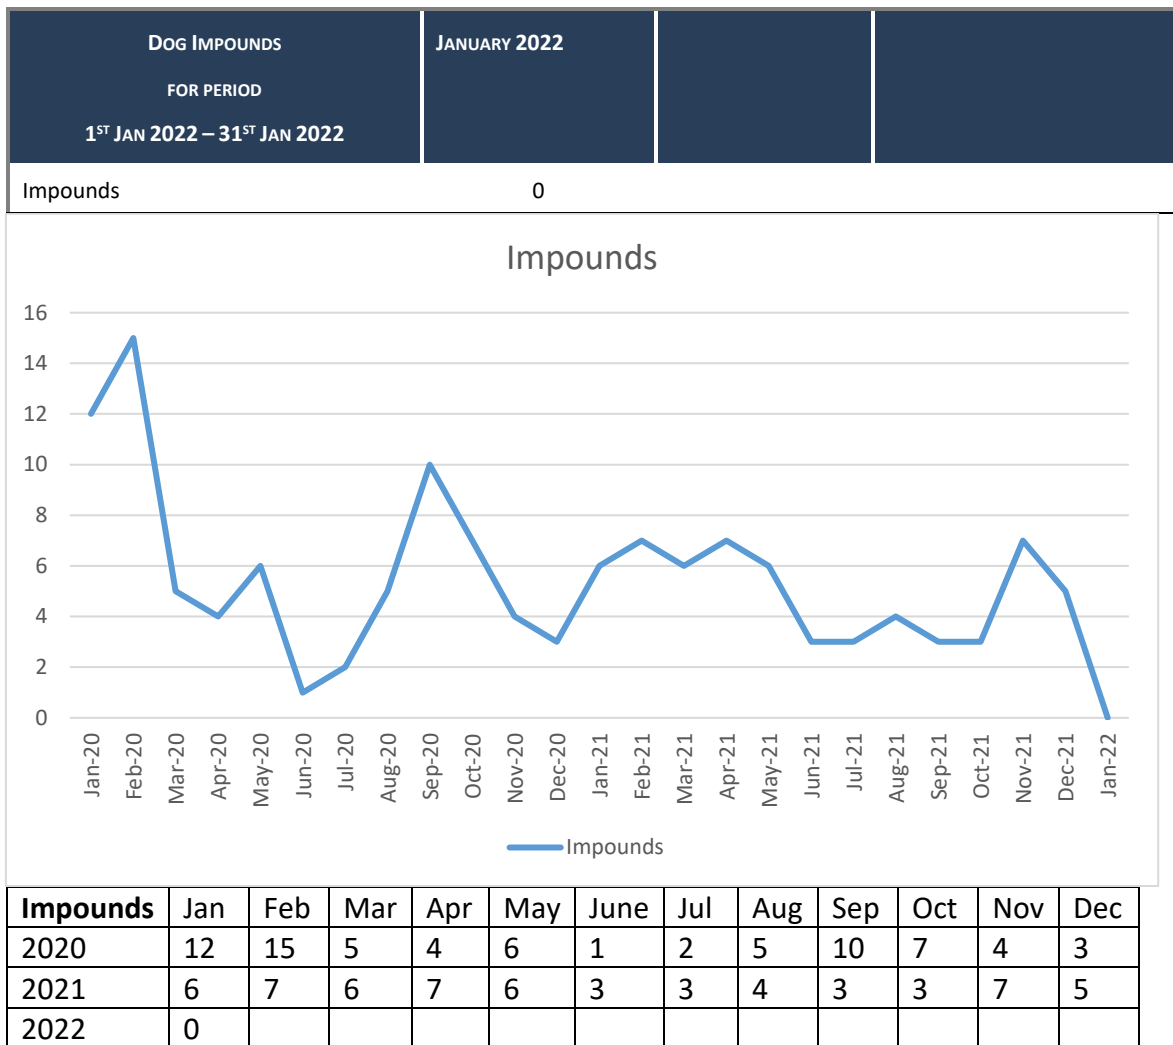 DOG IMPOUNDS
FOR PERIOD
1ST JAN 2022 – 31ST JAN 2022
JANUARY 2022
Impounds 0
Impounds
16
14
12
10
8
6
4
2
0
Jan-20 Feb-20 Mar-20 Apr-20 May-20 Jun-20 Jul-20 Aug-20 Sep-20 Oct-20 Nov-20 Dec-20 Jan-21 Feb-21 Mar-21 Apr-21 May-21 Jun-21 Jul-21 Aug-21 Sep-21 Oct-21 Nov-21 Dec-21 Jan-22
Impounds
Impounds Jan Feb Mar Apr May June Jul Aug Sep Oct Nov Dec
2020 12 15 5 4 6 1 2 5 10 7 4 3
2021 6 7 6 7 6 3 3 4 3 3 7 5
2022 0